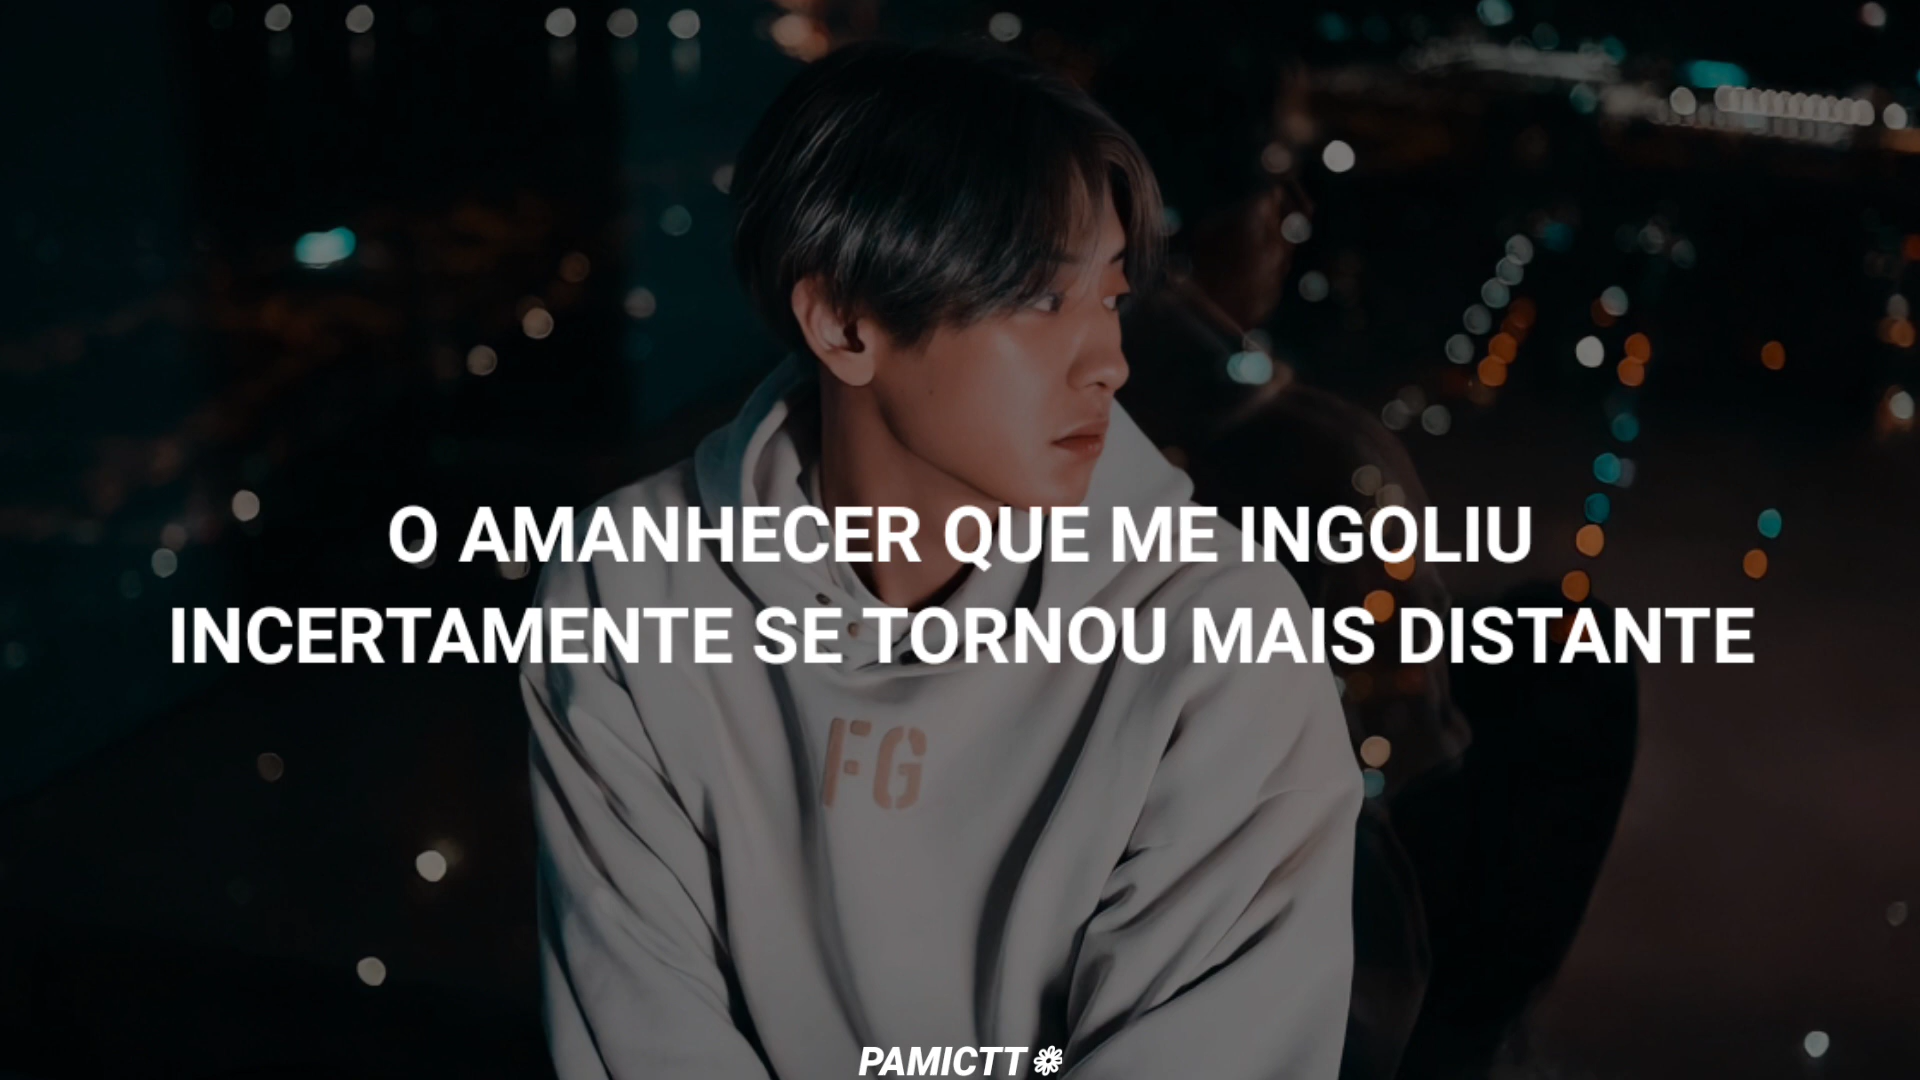 O AMANHECER QUE ME INGOLIU
INCERTAMENTE SE TORNOU MAIS DISTANTE
FG
PAMICTT